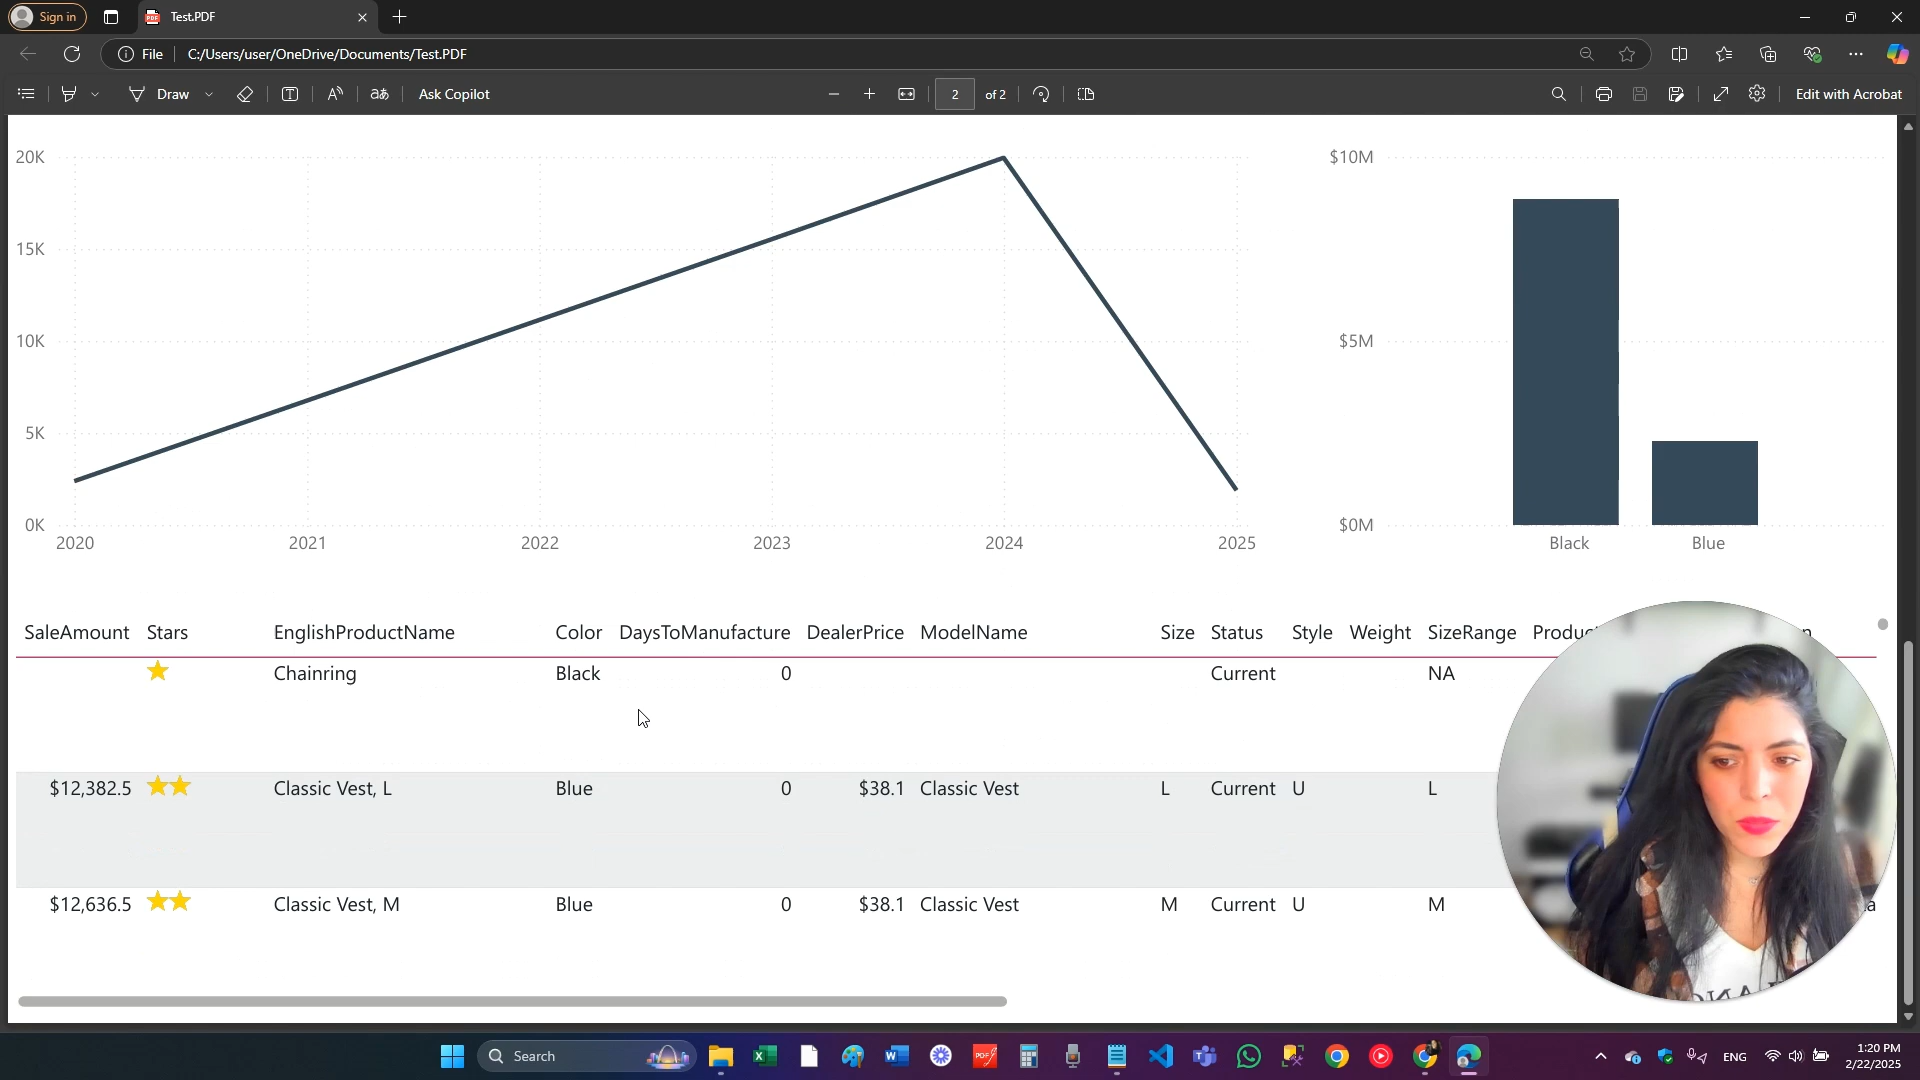 Sign in
Test.PDF
File
C:/Users/user/OneDrive/Documents/Test.PDF
Draw
Ask Copilot
2 of 2
Edit with Acrobat
20K
15K
10K
5K
0K
2020 2021 2022 2023 2024 2025
$10M
$5M
$0M
Black Blue
SaleAmount Stars EnglishProductName Color DaysToManufacture DealerPrice ModelName Size Status Style Weight SizeRange
Chainring Black 0 Current NA
$12,382.5 Classic Vest, L Blue 0 $38.1 Classic Vest L Current U L
$12,636.5 Classic Vest, M Blue 0 $38.1 Classic Vest M Current U M
Search
ENG
1:20 PM
2/22/2025